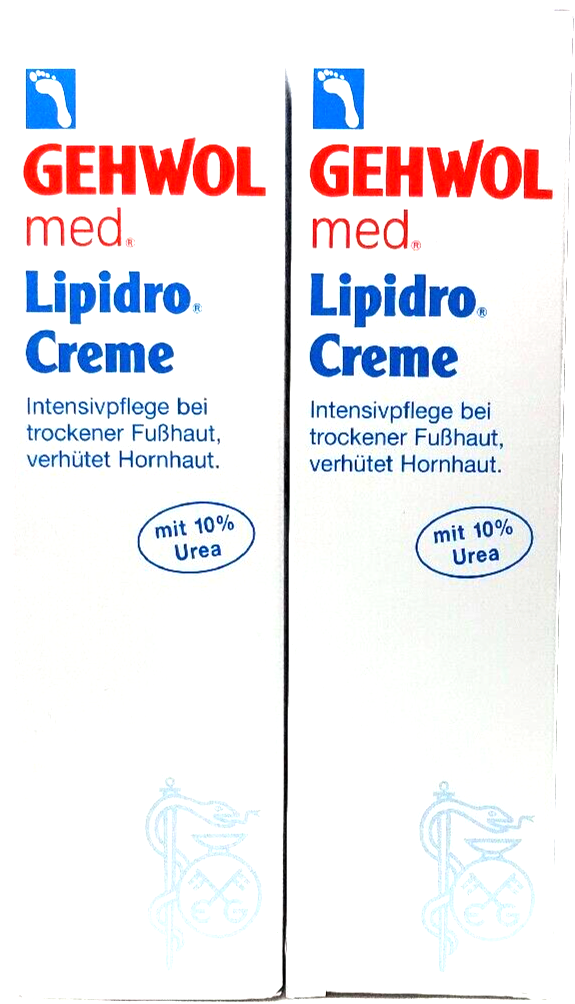 GEHWOL
med®
Lipidro®
Creme
Intensivpflege bei
trockener Fußhaut,
verhütet Hornhaut.
mit 10%
Urea
E G
GEHWOL
med®
Lipidro®
Creme
Intensivpflege bei
trockener Fußhaut,
verhütet Hornhaut.
mit 10%
Urea
E G